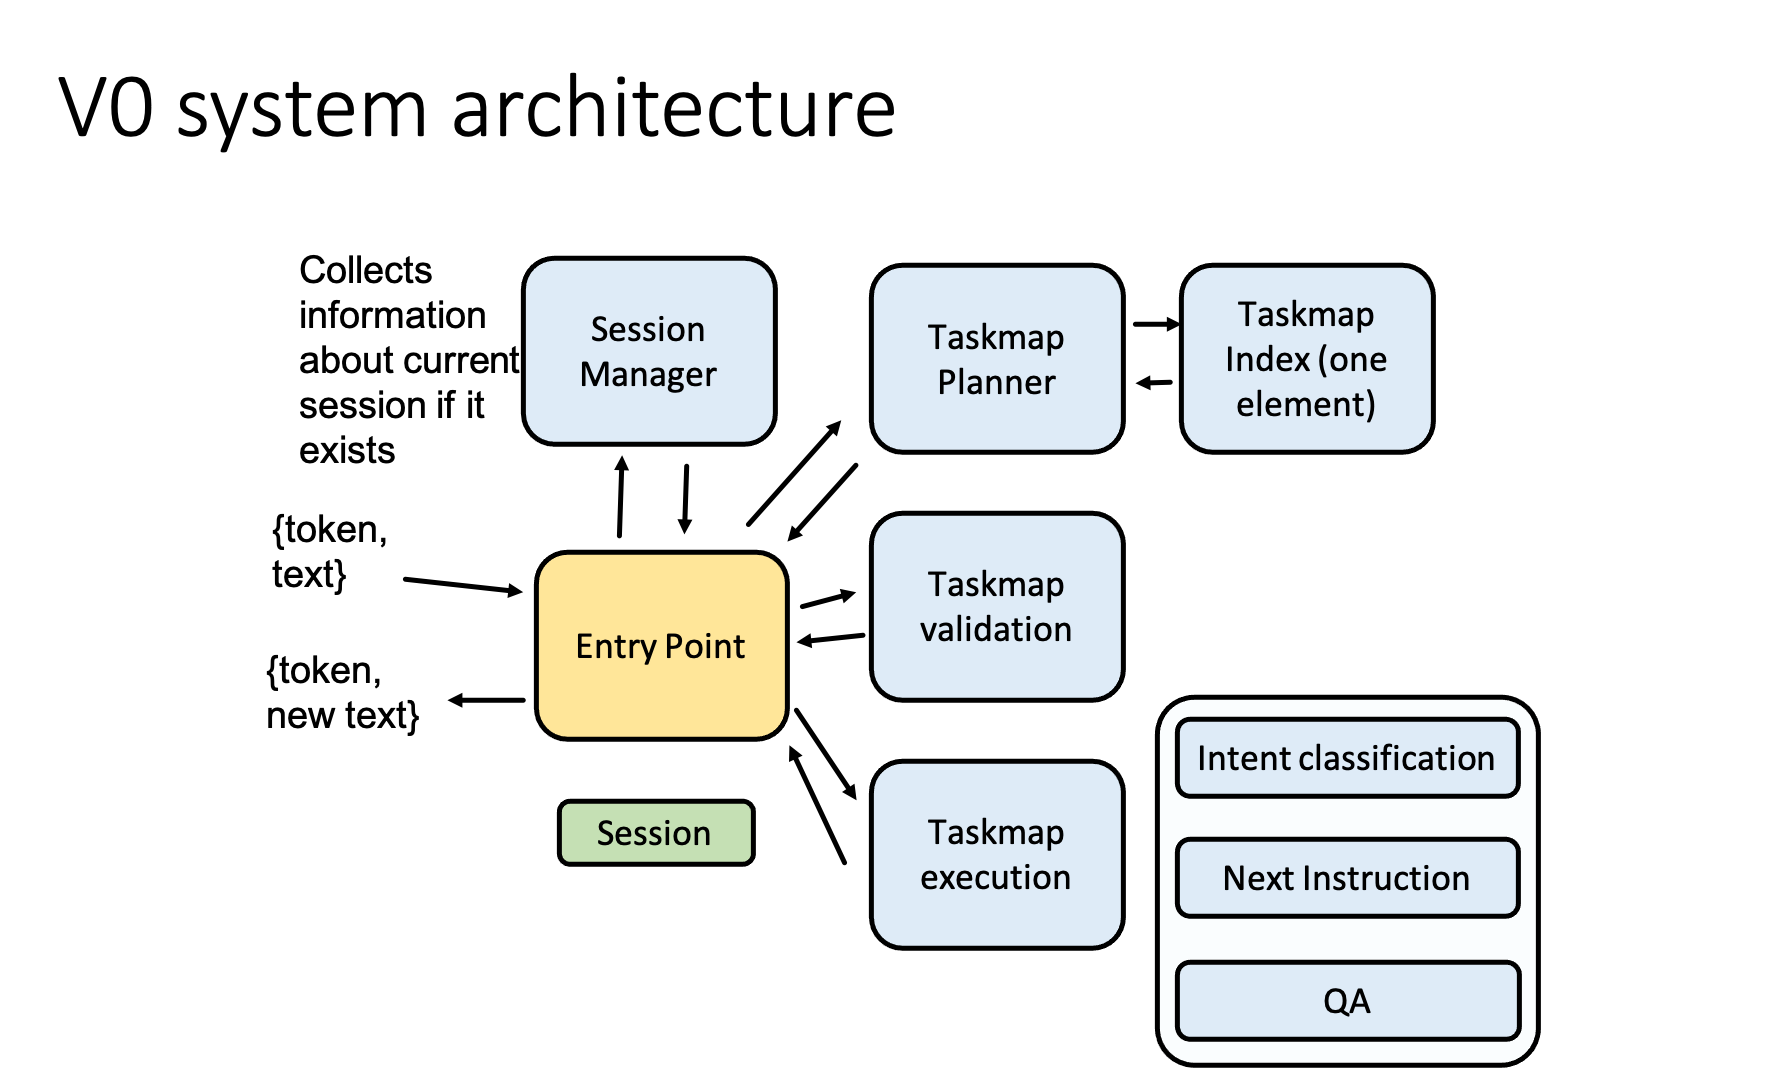 V0 system architecture
Collects
information
about current
session if it
exists
Session
Manager
Taskmap
Planner
Taskmap
Index (one
element)
{token,
text}
Entry Point
Taskmap
validation
{token,
new text}
Session
Taskmap
execution
Intent classification
Next Instruction
QA